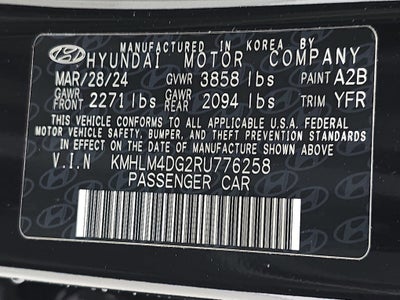 MANUFACTURED IN KOREA BY
HYUNDAI MOTOR COMPANY
MAR/28/24 GVWR 3858 lbs PAINT A2B
GAWR FRONT 2271 lbs GAWR REAR 2094 lbs TRIM YFR
THIS VEHICLE CONFORMS TO ALL APPLICABLE U.S.A. FEDERAL
MOTOR VEHICLE SAFETY, BUMPER, AND THEFT PREVENTION STANDARDS
IN EFFECT ON THE DATE OF MANUFACTURE SHOWN ABOVE.
V.I.N KMHLM4DG2RU776258
PASSENGER CAR